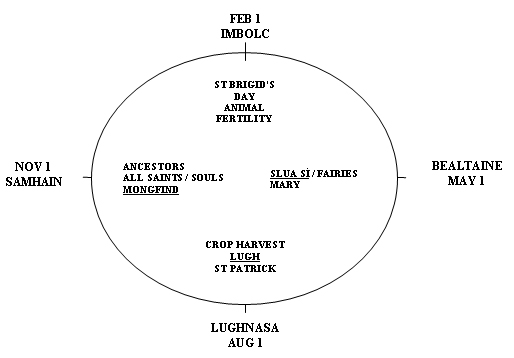 FEB 1
IMBOLC
ST BRIGID'S
DAY
ANIMAL
FERTILITY
NOV 1
SAMHAIN
ANCESTORS
ALL SAINTS / SOULS
MONGFIND
SLUA SÌ / FAIRIES
MARY
BEALTAINE
MAY 1
CROP HARVEST
LUGH
ST PATRICK
LUGHNASA
AUG 1